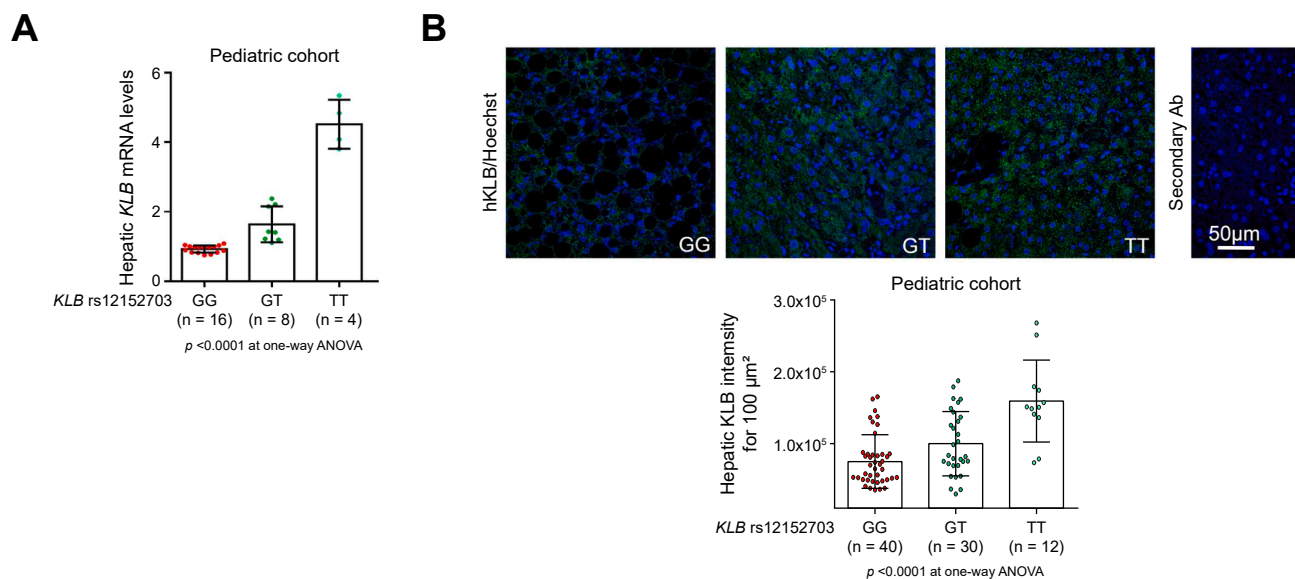 A
Pediatric cohort
Hepatic KLB mRNA levels
6
4
2
0
KLB rs12152703
GG
GT
TT
(n = 16)
(n = 8)
(n = 4)
p <0.0001 at one-way ANOVA
B
hKLB/Hoechst
GG
GT
TT
Secondary Ab
50µm
Pediatric cohort
Hepatic KLB intemsity
for 100 µm²
3.0x10⁵
2.0x10⁵
1.0x10⁵
KLB rs12152703
GG
GT
TT
(n = 40)
(n = 30)
(n = 12)
p <0.0001 at one-way ANOVA